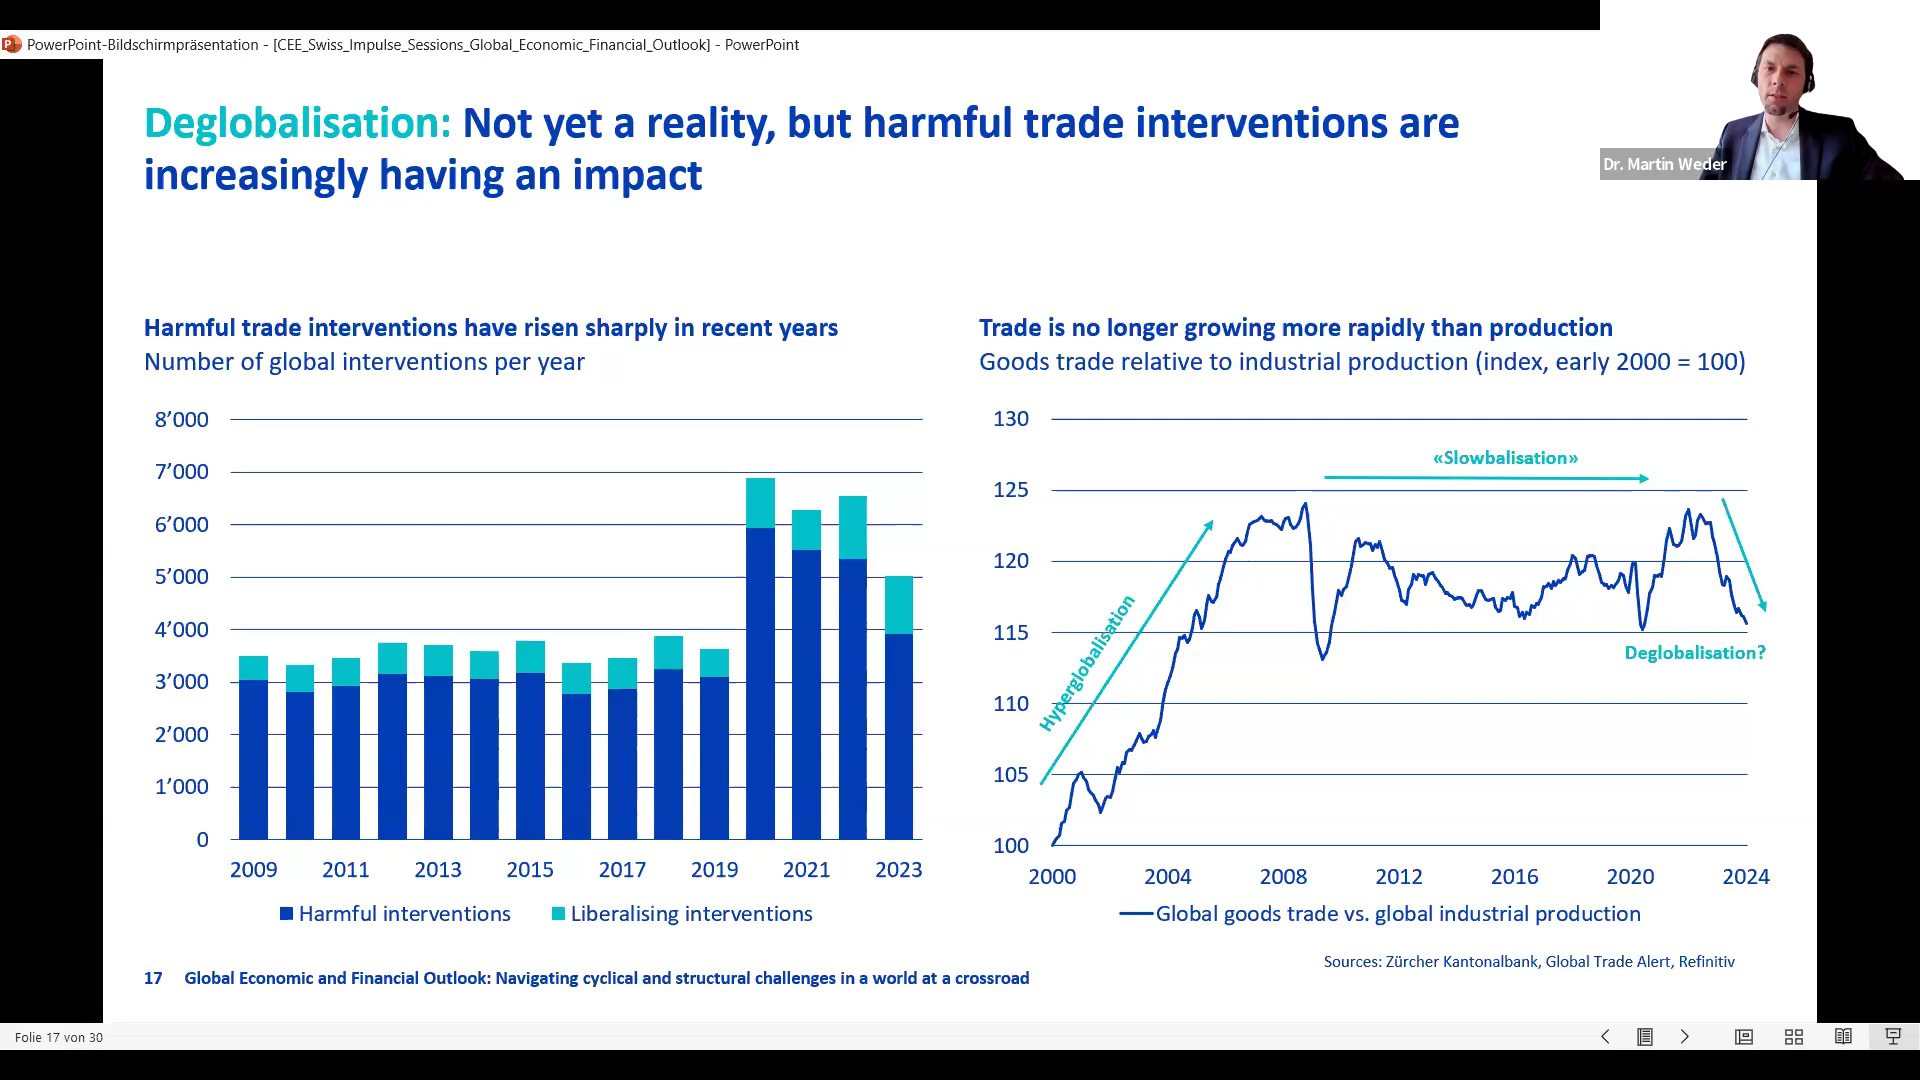 PowerPoint-Bildschirmpräsentation - [CEE_Swiss_Impulse_Sessions_Global_Economic_Financial_Outlook] - PowerPoint
Dr. Martin Weder
Deglobalisation: Not yet a reality, but harmful trade interventions are
increasingly having an impact
Harmful trade interventions have risen sharply in recent years
Number of global interventions per year
8’000
7’000
6’000
5’000
4’000
3’000
2’000
1’000
0
2009 2011 2013 2015 2017 2019 2021 2023
Harmful interventions Liberalising interventions
Trade is no longer growing more rapidly than production
Goods trade relative to industrial production (index, early 2000 = 100)
130
125
120
115
110
105
100
«Slowbalisation»
Hyperglobalisation
Deglobalisation?
2000 2004 2008 2012 2016 2020 2024
Global goods trade vs. global industrial production
Sources: Zürcher Kantonalbank, Global Trade Alert, Refinitiv
17 Global Economic and Financial Outlook: Navigating cyclical and structural challenges in a world at a crossroad
Folie 17 von 30